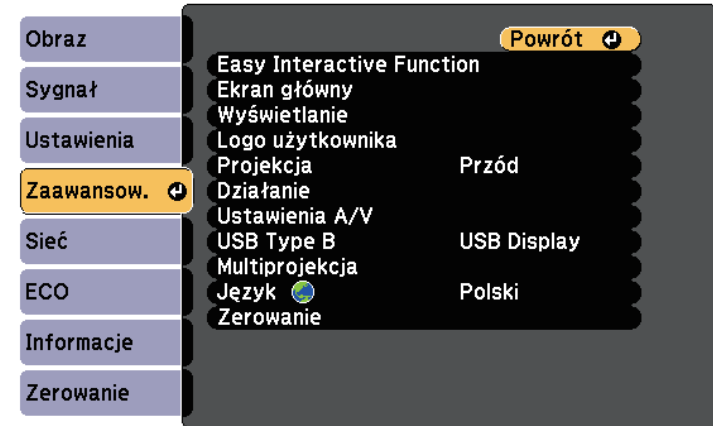 Obraz
Sygnał
Ustawienia
Zaawansow.
Sieć
ECO
Informacje
Zerowanie
Powrót
Easy Interactive Function
Ekran główny
Wyświetlanie
Logo użytkownika
Projekcja Przód
Działanie
Ustawienia A/V
USB Type B USB Display
Multiprojekcja
Język Polski
Zerowanie